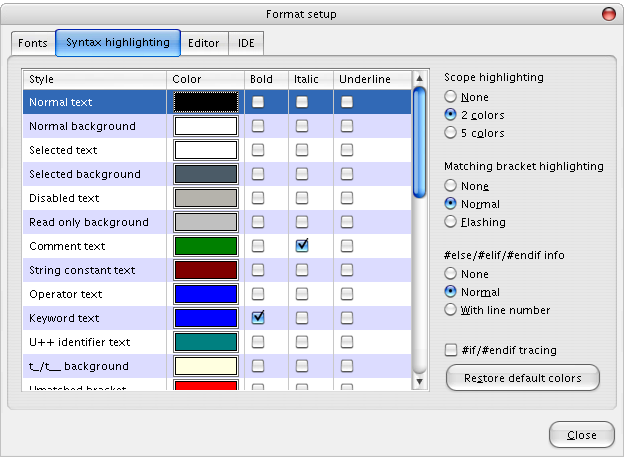 Format setup
Fonts
Syntax highlighting
Editor
IDE
Style Color Bold Italic Underline
Normal text
Normal background
Selected text
Selected background
Disabled text
Read only background
Comment text
String constant text
Operator text
Keyword text
U++ identifier text
t_/t__ background
Umatched bracket
Scope highlighting
None
2 colors
5 colors
Matching bracket highlighting
None
Normal
Flashing
#else/#elif/#endif info
None
Normal
With line number
#if/#endif tracing
Restore default colors
Close